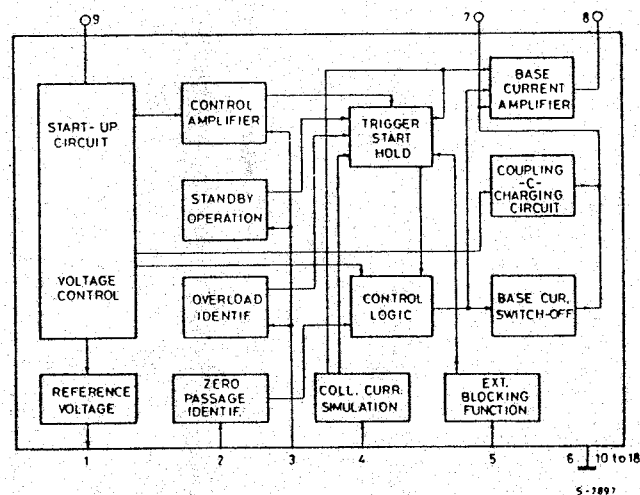 9
7
8
START-UP
CIRCUIT
VOLTAGE
CONTROL
CONTROL
AMPLIFIER
TRIGGER
START
HOLD
BASE
CURRENT
AMPLIFIER
STANDBY
OPERATION
COUPLING
-C-
CHARGING
CIRCUIT
OVERLOAD
IDENTIF.
CONTROL
LOGIC
BASE CUR.
SWITCH-OFF
REFERENCE
VOLTAGE
ZERO
PASSAGE
IDENTIF.
COLL. CURR.
SIMULATION
EXT.
BLOCKING
FUNCTION
1
2
3
4
5
6
10 to 18
S-7897